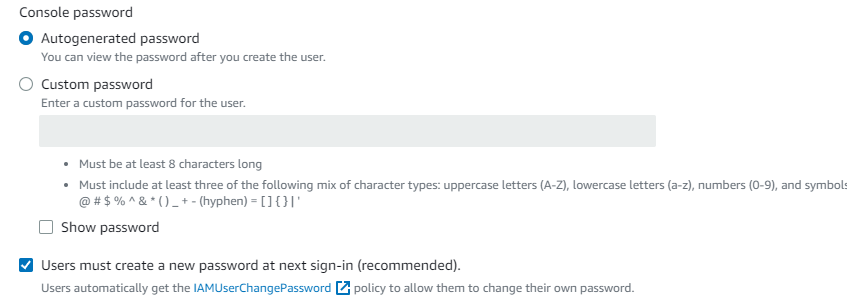 Console password
Autogenerated password
You can view the password after you create the user.
Custom password
Enter a custom password for the user.
• Must be at least 8 characters long
• Must include at least three of the following mix of character types: uppercase letters (A-Z), lowercase letters (a-z), numbers (0-9), and symbols
@ # $ % ^ & * ( ) _ + - (hyphen) = [ ] { } | '
Show password
Users must create a new password at next sign-in (recommended).
Users automatically get the IAMUserChangePassword policy to allow them to change their own password.